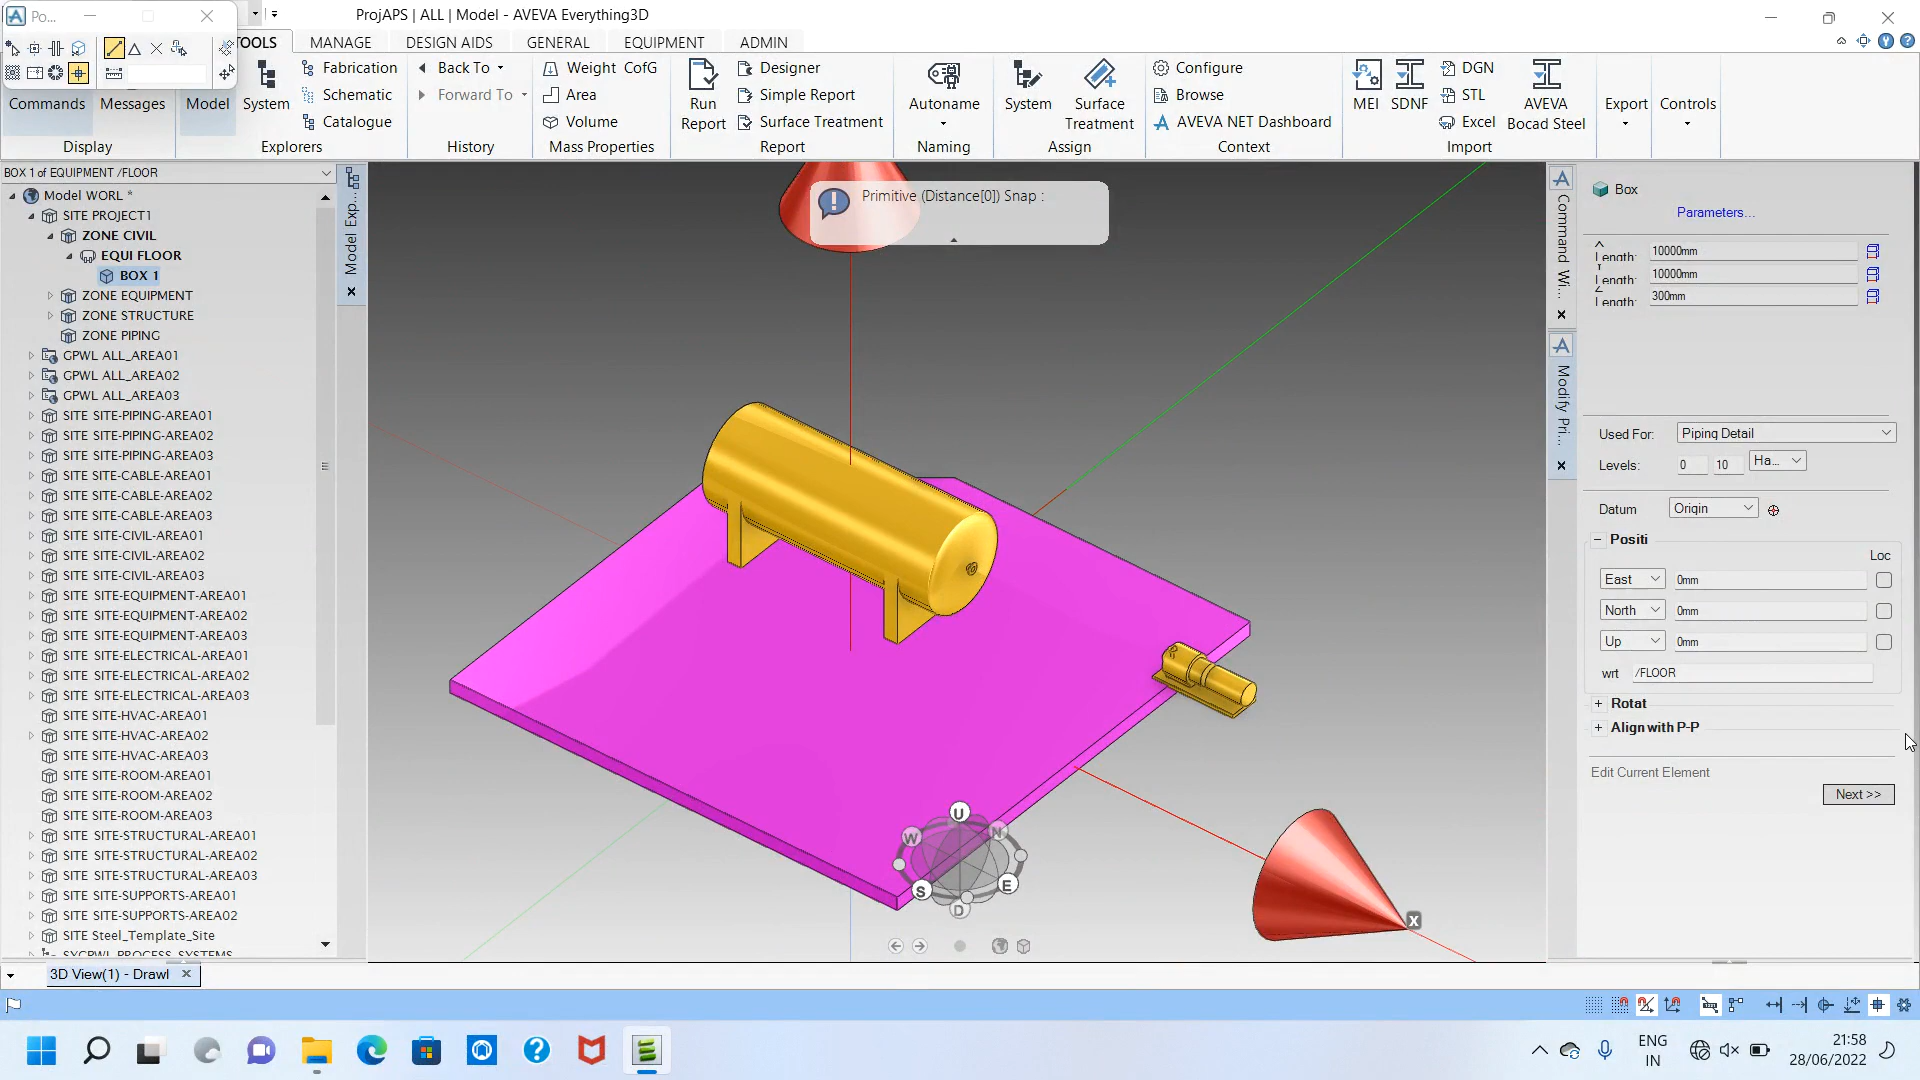 Po...
ProjAPS | ALL | Model - AVEVA Everything3D
TOOLS
MANAGE
DESIGN AIDS
GENERAL
EQUIPMENT
ADMIN
Commands
Messages
Display
Model
System
Fabrication
Schematic
Catalogue
Explorers
Back To
Forward To
History
Weight CofG
Area
Volume
Mass Properties
Run Report
Designer
Simple Report
Surface Treatment
Report
Autoname
Naming
System
Surface Treatment
Assign
Configure
Browse
AVEVA NET Dashboard
Context
MEI
SDNF
DGN
STL
Excel
AVEVA Bocad Steel
Import
Export
Controls
BOX 1 of EQUIPMENT /FLOOR
Model WORL *
SITE PROJECT1
ZONE CIVIL
EQUI FLOOR
BOX 1
ZONE EQUIPMENT
ZONE STRUCTURE
ZONE PIPING
GPWL ALL_AREA01
GPWL ALL_AREA02
GPWL ALL_AREA03
SITE SITE-PIPING-AREA01
SITE SITE-PIPING-AREA02
SITE SITE-PIPING-AREA03
SITE SITE-CABLE-AREA01
SITE SITE-CABLE-AREA02
SITE SITE-CABLE-AREA03
SITE SITE-CIVIL-AREA01
SITE SITE-CIVIL-AREA02
SITE SITE-CIVIL-AREA03
SITE SITE-EQUIPMENT-AREA01
SITE SITE-EQUIPMENT-AREA02
SITE SITE-EQUIPMENT-AREA03
SITE SITE-ELECTRICAL-AREA01
SITE SITE-ELECTRICAL-AREA02
SITE SITE-ELECTRICAL-AREA03
SITE SITE-HVAC-AREA01
SITE SITE-HVAC-AREA02
SITE SITE-HVAC-AREA03
SITE SITE-ROOM-AREA01
SITE SITE-ROOM-AREA02
SITE SITE-ROOM-AREA03
SITE SITE-STRUCTURAL-AREA01
SITE SITE-STRUCTURAL-AREA02
SITE SITE-STRUCTURAL-AREA03
SITE SITE-SUPPORTS-AREA01
SITE SITE-SUPPORTS-AREA02
SITE Steel_Template_Site
SYGPWL PROCESS_SYSTEMS
Model Exp...
Primitive (Distance[0]) Snap :
U
N
W
E
S
D
X
Command Wi...
Modify Pri...
Box
Parameters...
Length: 10000mm
Length: 10000mm
Length: 300mm
Used For: Piping Detail
Levels: 0 10 Ha...
Datum Origin
Positi
Loc
East 0mm
North 0mm
Up 0mm
wrt /FLOOR
Rotat
Align with P-P
Edit Current Element
Next >>
3D View(1) - Drawl
ENG
IN
21:58
28/06/2022